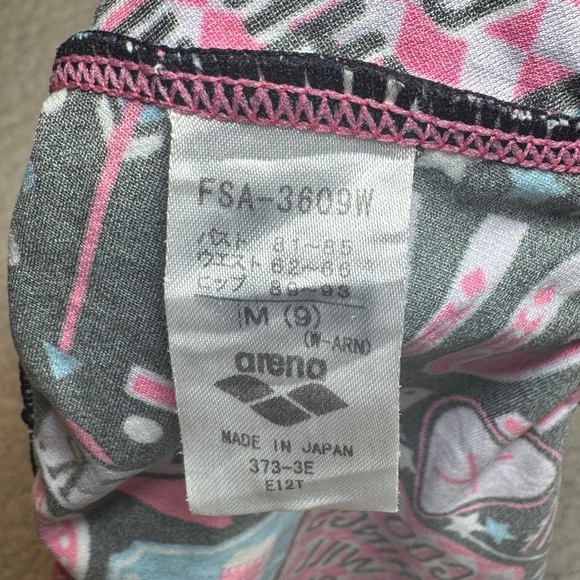 FSA-3609W
バスト 81～85
ウエスト 62～66
ヒップ 89～93
M (9)
(W-ARN)
arena
MADE IN JAPAN
373-3E
E12T